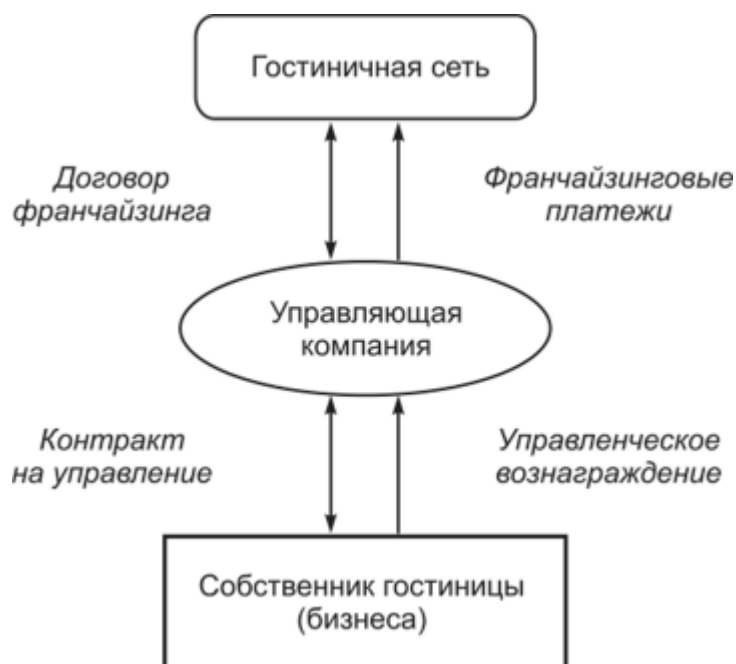 Гостиничная сеть
Договор
франчайзинга
Франчайзинговые
платежи
Управляющая
компания
Контракт
на управление
Управленческое
вознаграждение
Собственник гостиницы
(бизнеса)